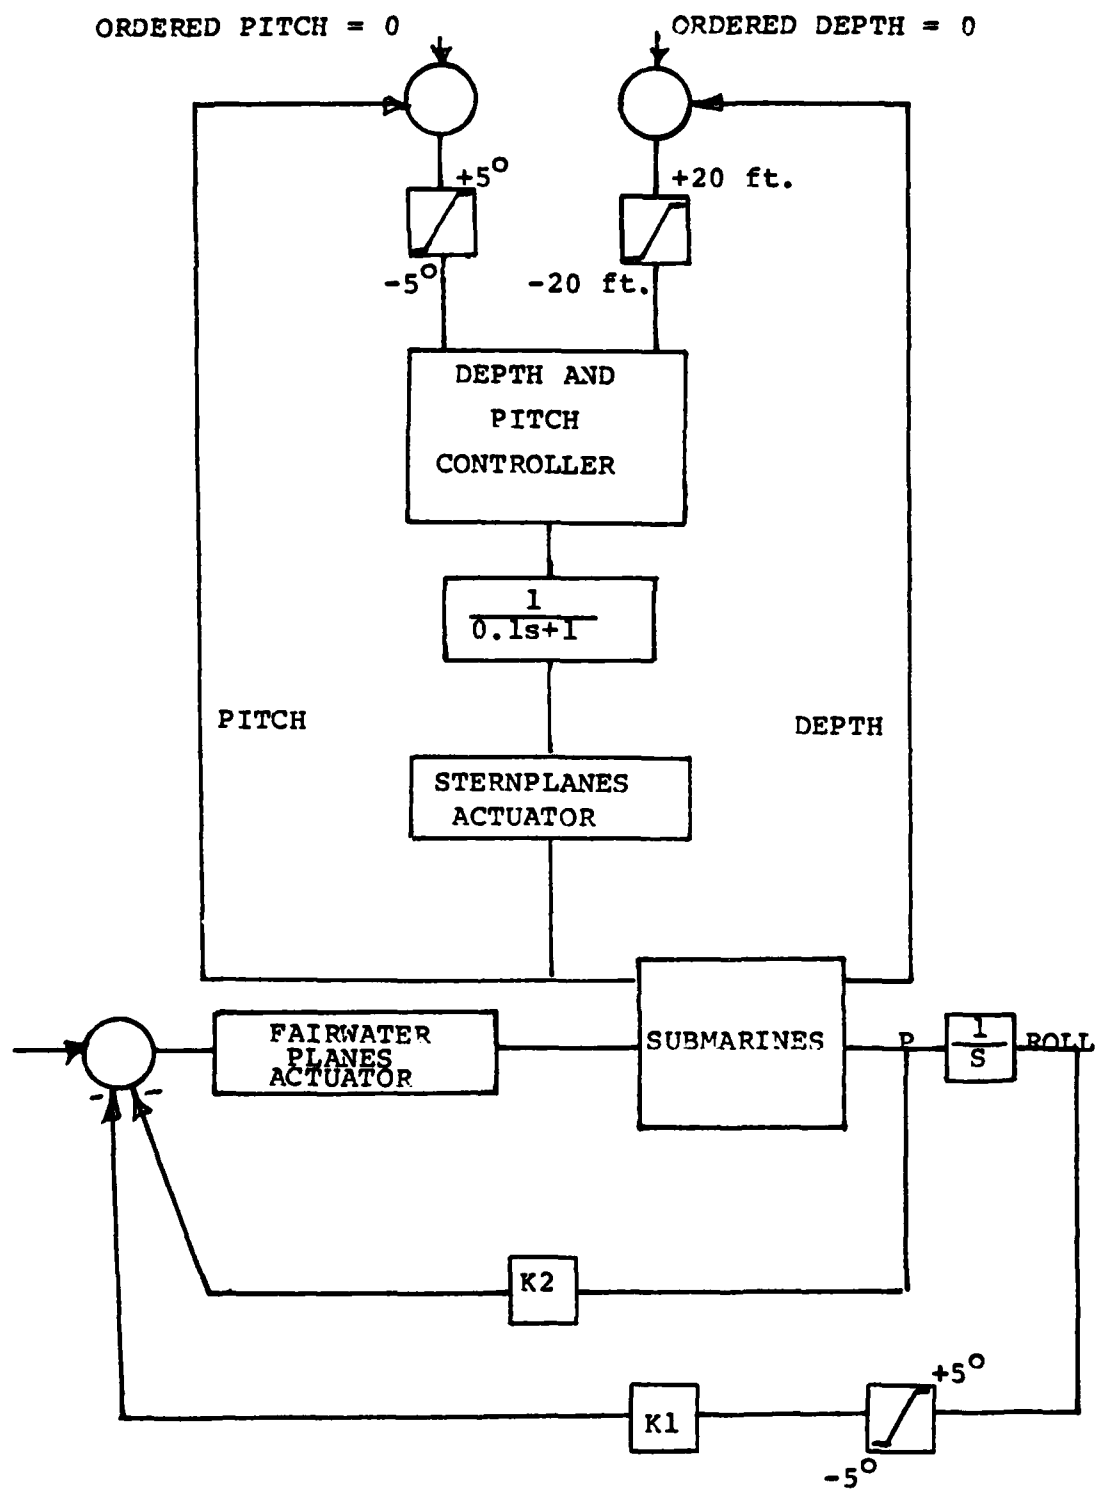 ORDERED PITCH = 0
ORDERED DEPTH = 0
+5°
+20 ft.
-5°
-20 ft.
DEPTH AND
PITCH
CONTROLLER
1
0.1s+1
PITCH
DEPTH
STERNPLANES
ACTUATOR
FAIRWATER
PLANES
ACTUATOR
SUBMARINES
P
1
S
ROLL
- -
K2
+5°
K1
-5°